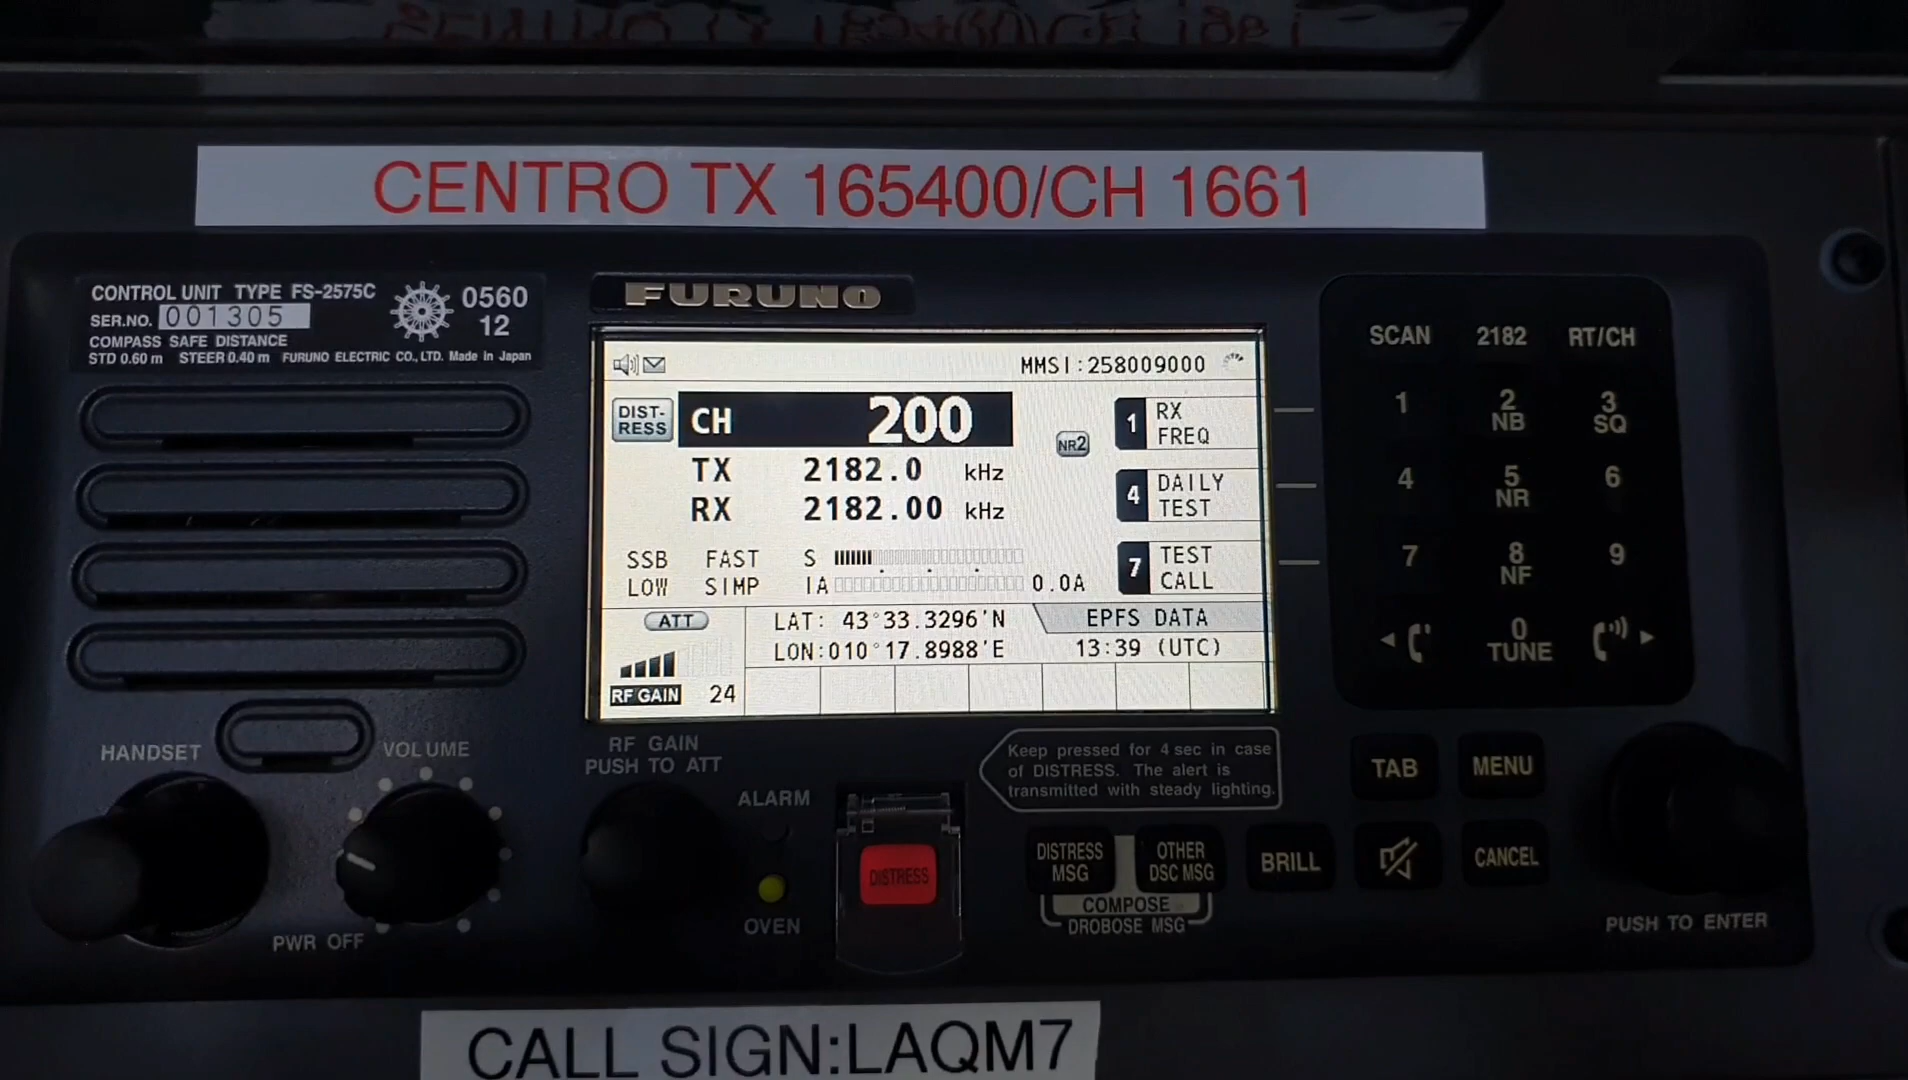 CENTRO TX 165400/CH 1661
CONTROL UNIT TYPE FS-2575C
SER.NO. 001305
COMPASS SAFE DISTANCE
STD 0.60 m STEER 0.40 m FURUNO ELECTRIC CO., LTD. Made in Japan
0560
12
FURUNO
MMSI:258009000
DIST-
RESS
CH 200
TX 2182.0 kHz
RX 2182.00 kHz
NR2
SSB FAST S
LOW SIMP IA 0.0A
1 RX
FREQ
4 DAILY
TEST
7 TEST
CALL
ATT
LAT: 43°33.3296'N
LON:010°17.8988'E
EPFS DATA
13:39 (UTC)
RF GAIN 24
SCAN 2182 RT/CH
1 2 3
NB SQ
4 5 6
NR
7 8 9
NF
0
TUNE
HANDSET
VOLUME
PWR OFF
RF GAIN
PUSH TO ATT
ALARM
OVEN
DISTRESS
Keep pressed for 4 sec in case
of DISTRESS. The alert is
transmitted with steady lighting.
DISTRESS
MSG
OTHER
DSC MSG
COMPOSE
DROBOSE MSG
BRILL
TAB
MENU
CANCEL
PUSH TO ENTER
CALL SIGN:LAQM7